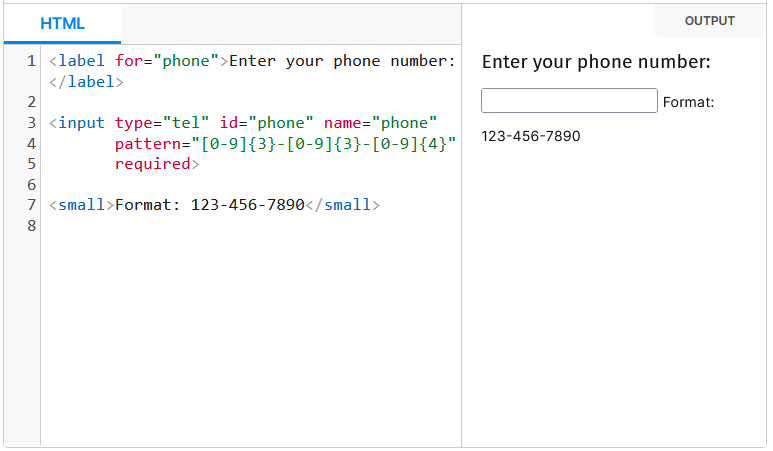 HTML
1 <label for="phone">Enter your phone number:
</label>
2
3 <input type="tel" id="phone" name="phone"
4 pattern="[0-9]{3}-[0-9]{3}-[0-9]{4}"
5 required>
6
7 <small>Format: 123-456-7890</small>
8
OUTPUT
Enter your phone number:
Format:
123-456-7890